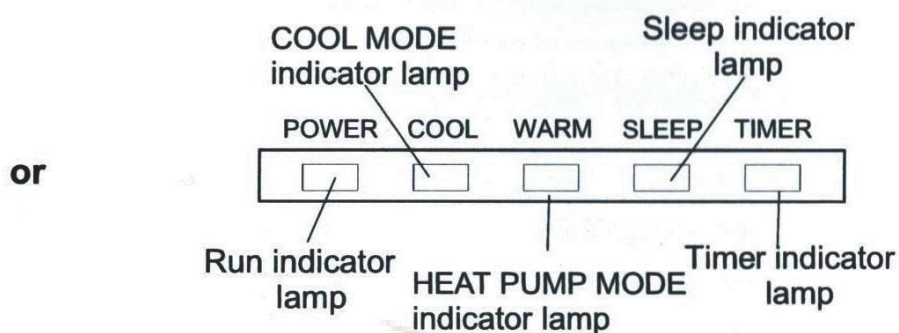 COOL MODE
indicator lamp
Sleep indicator
lamp
POWER COOL WARM SLEEP TIMER
or
Run indicator
lamp
HEAT PUMP MODE
indicator lamp
Timer indicator
lamp